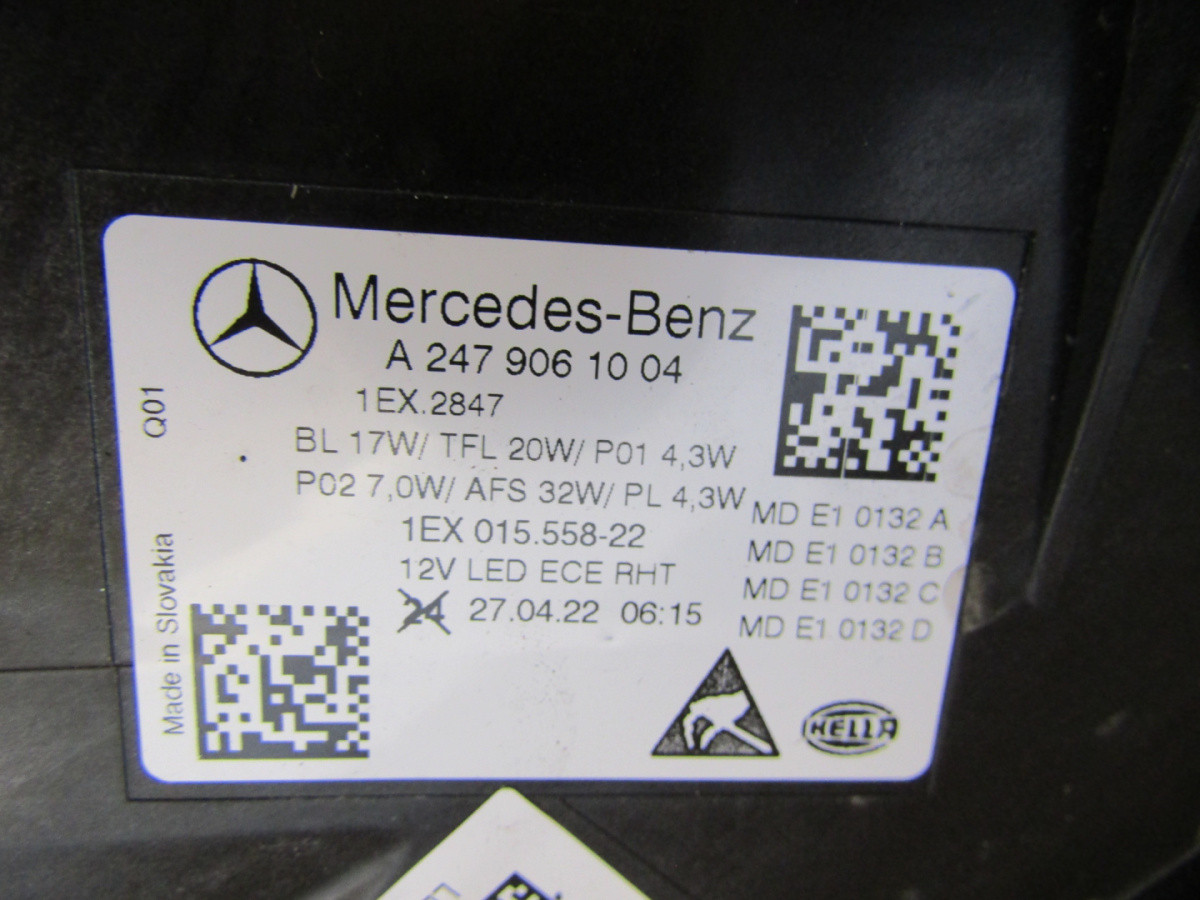 Mercedes-Benz
A 247 906 10 04
1EX.2847
BL 17W/ TFL 20W/ P01 4,3W
P02 7,0W/ AFS 32W/ PL 4,3W
1EX 015.558-22
12V LED ECE RHT
24 27.04.22 06:15
MD E1 0132 A
MD E1 0132 B
MD E1 0132 C
MD E1 0132 D
Q01
Made in Slovakia
HELLA